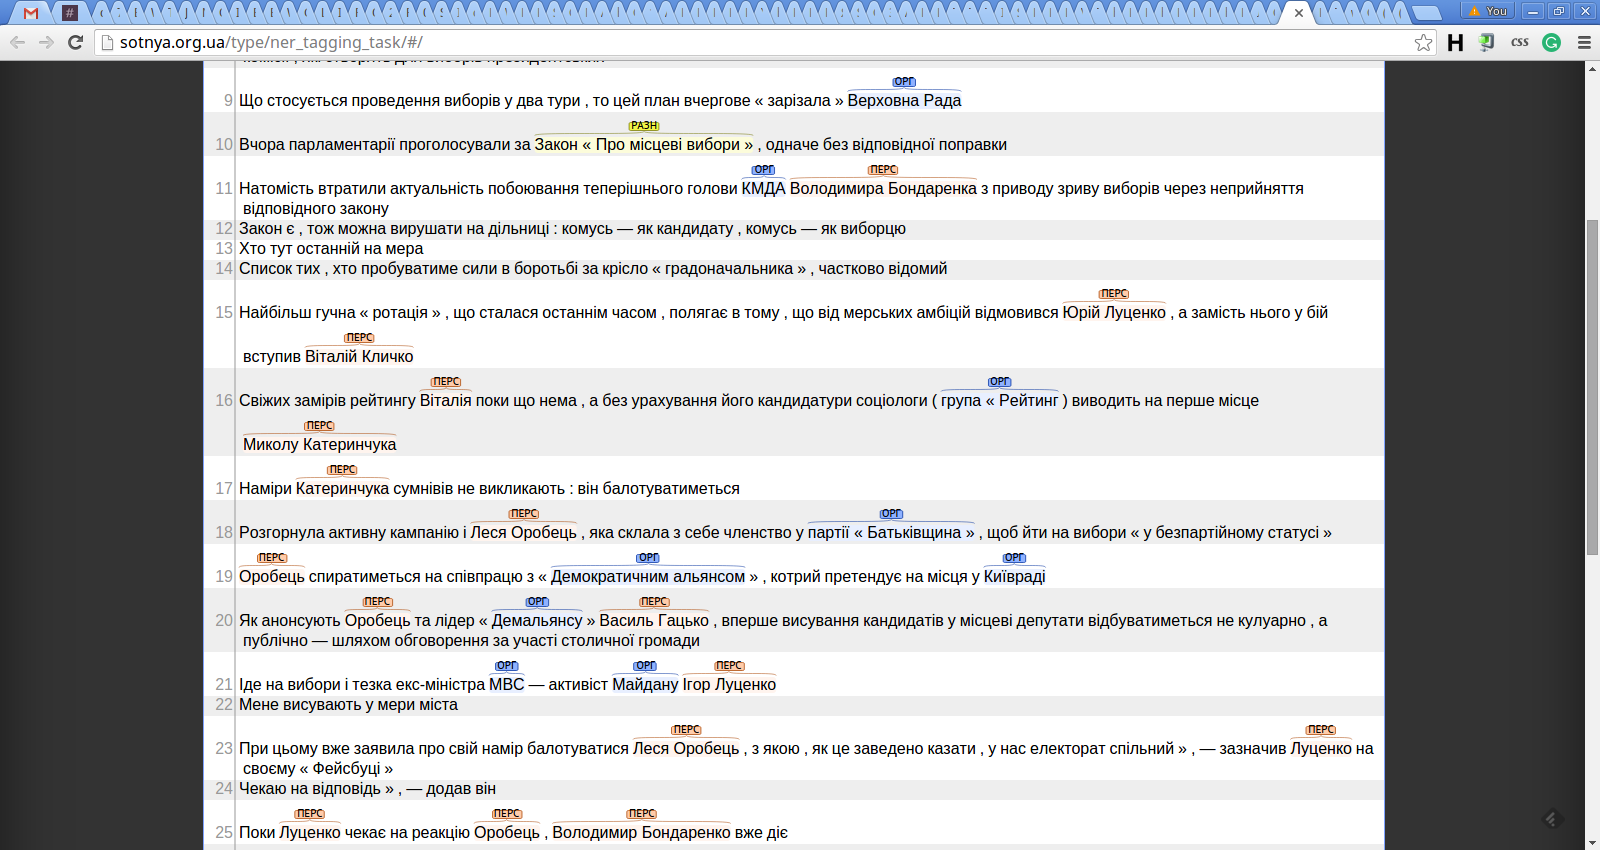 You
sotnya.org.ua/type/ner_tagging_task/#/
css
ОРГ
9 Що стосується проведення виборів у два тури , то цей план вчергове « зарізала » Верховна Рада
РАЗН
10 Вчора парламентарії проголосували за Закон « Про місцеві вибори » , одначе без відповідної поправки
ОРГ ПЕРС
11 Натомість втратили актуальність побоювання теперішнього голови КМДА Володимира Бондаренка з приводу зриву виборів через неприйняття
відповідного закону
12 Закон є , тож можна вирушати на дільниці : комусь — як кандидату , комусь — як виборцю
13 Хто тут останній на мера
14 Список тих , хто пробуватиме сили в боротьбі за крісло « градоначальника » , частково відомий
ПЕРС
15 Найбільш гучна « ротація » , що сталася останнім часом , полягає в тому , що від мерських амбіцій відмовився Юрій Луценко , а замість нього у бій
ПЕРС
вступив Віталій Кличко
ПЕРС ОРГ
16 Свіжих замірів рейтингу Віталія поки що нема , а без урахування його кандидатури соціологи ( група « Рейтинг ) виводить на перше місце
ПЕРС
Миколу Катеринчука
ПЕРС
17 Наміри Катеринчука сумнівів не викликають : він балотуватиметься
ПЕРС ОРГ
18 Розгорнула активну кампанію і Леся Оробець , яка склала з себе членство у партії « Батьківщина » , щоб йти на вибори « у безпартійному статусі »
ПЕРС ОРГ ОРГ
19 Оробець спиратиметься на співпрацю з « Демократичним альянсом » , котрий претендує на місця у Київраді
ПЕРС ОРГ ПЕРС
20 Як анонсують Оробець та лідер « Демальянсу » Василь Гацько , вперше висування кандидатів у місцеві депутати відбуватиметься не кулуарно , а
публічно — шляхом обговорення за участі столичної громади
ОРГ ОРГ ПЕРС
21 Іде на вибори і тезка екс-міністра МВС — активіст Майдану Ігор Луценко
22 Мене висувають у мери міста
ПЕРС ПЕРС
23 При цьому вже заявила про свій намір балотуватися Леся Оробець , з якою , як це заведено казати , у нас електорат спільний » , — зазначив Луценко на
своєму « Фейсбуці »
24 Чекаю на відповідь » , — додав він
ПЕРС ПЕРС ПЕРС
25 Поки Луценко чекає на реакцію Оробець , Володимир Бондаренко вже діє